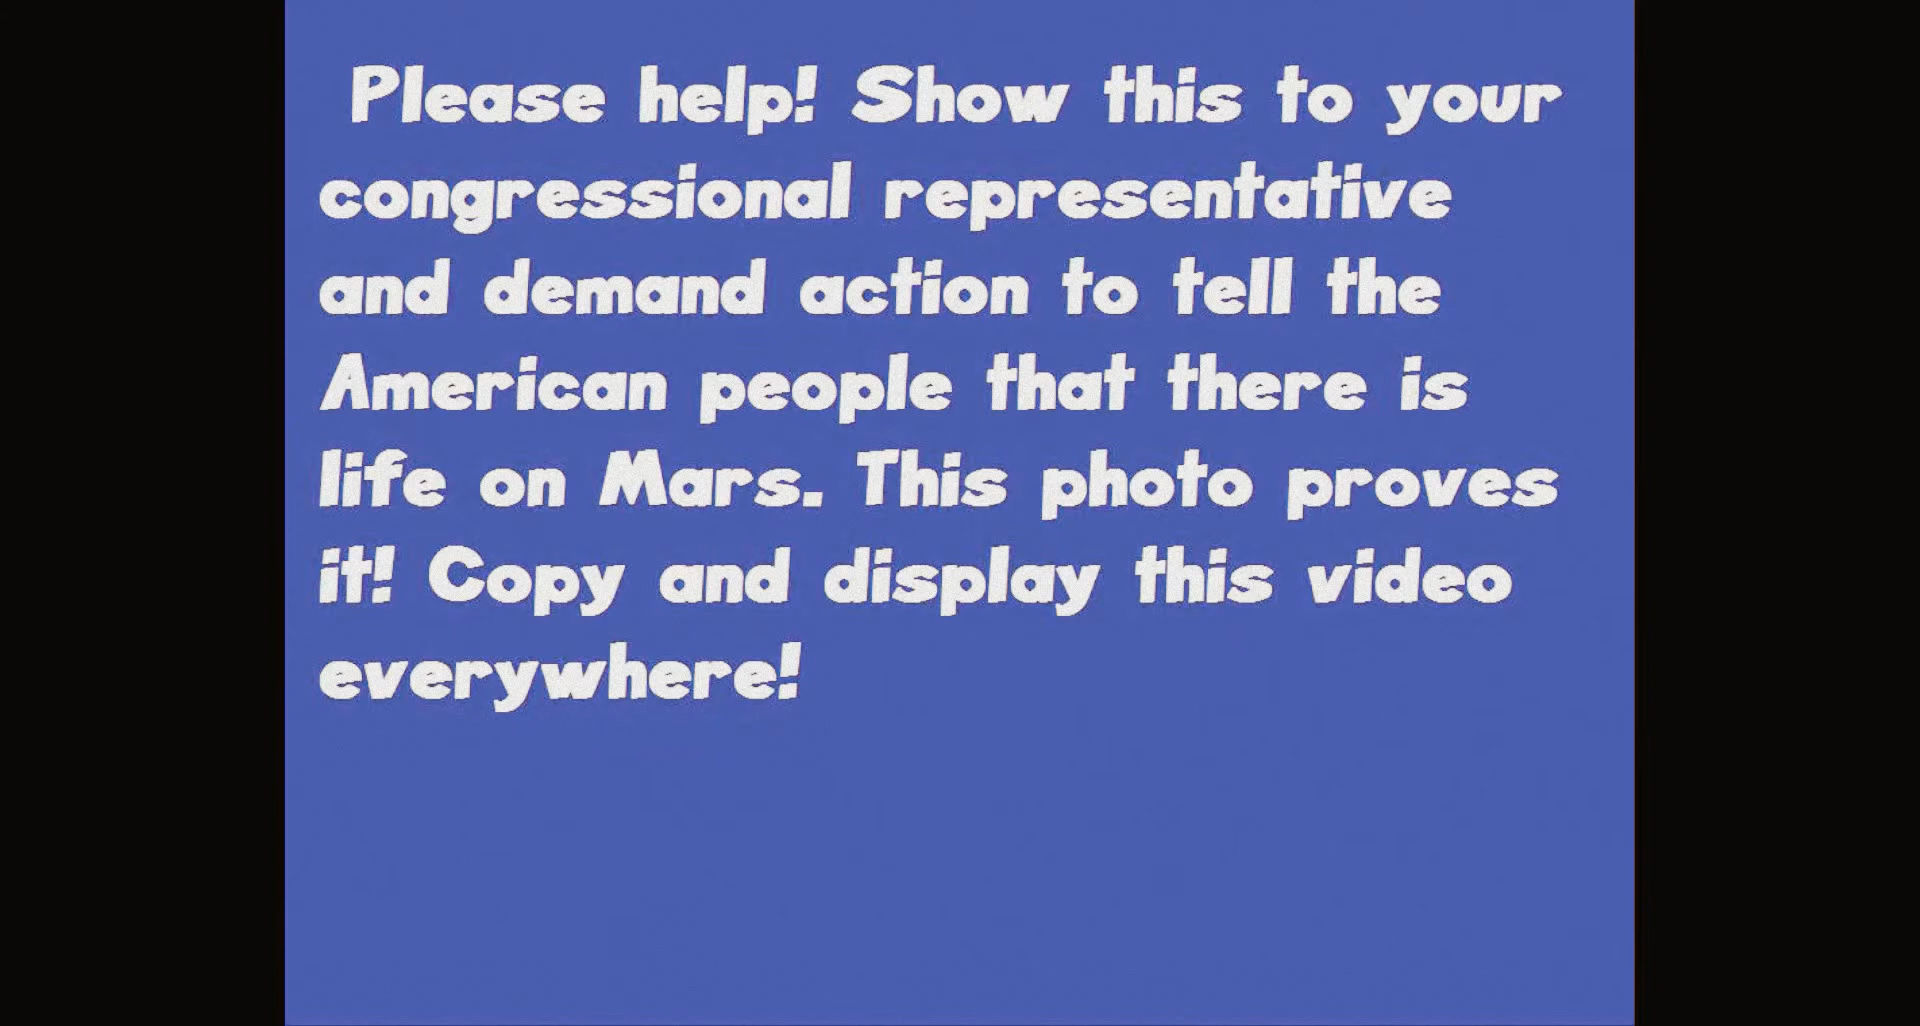 Please help! Show this to your
congressional representative
and demand action to tell the
American people that there is
life on Mars. This photo proves
it! Copy and display this video
everywhere!